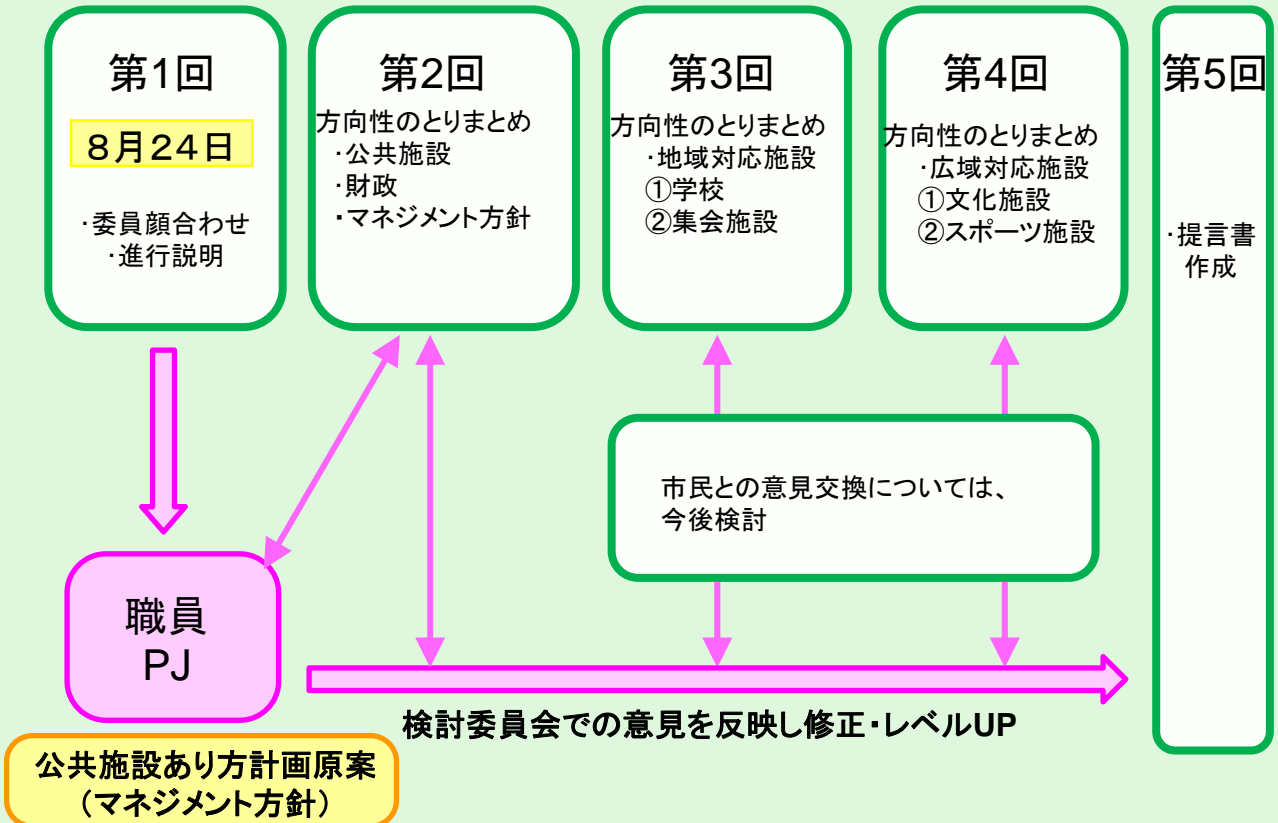 第1回
８月２４日
・委員顔合わせ
・進行説明
第2回
方向性のとりまとめ
・公共施設
・財政
・マネジメント方針
第3回
方向性のとりまとめ
・地域対応施設
①学校
②集会施設
第4回
方向性のとりまとめ
・広域対応施設
①文化施設
②スポーツ施設
第5回
・提言書
作成
市民との意見交換については、
今後検討
職員
PJ
検討委員会での意見を反映し修正・レベルUP
公共施設あり方計画原案
（マネジメント方針）